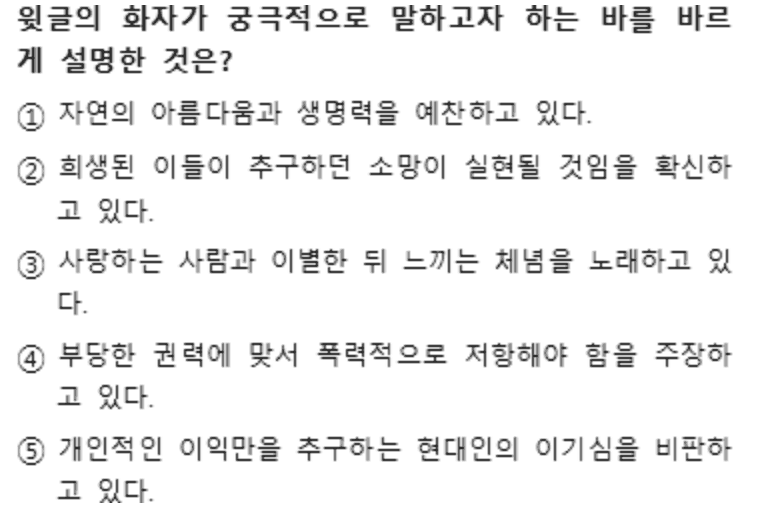 윗글의 화자가 궁극적으로 말하고자 하는 바를 바르
게 설명한 것은?
① 자연의 아름다움과 생명력을 예찬하고 있다.
② 희생된 이들이 추구하던 소망이 실현될 것임을 확신하
고 있다.
③ 사랑하는 사람과 이별한 뒤 느끼는 체념을 노래하고 있
다.
④ 부당한 권력에 맞서 폭력적으로 저항해야 함을 주장하
고 있다.
⑤ 개인적인 이익만을 추구하는 현대인의 이기심을 비판하
고 있다.